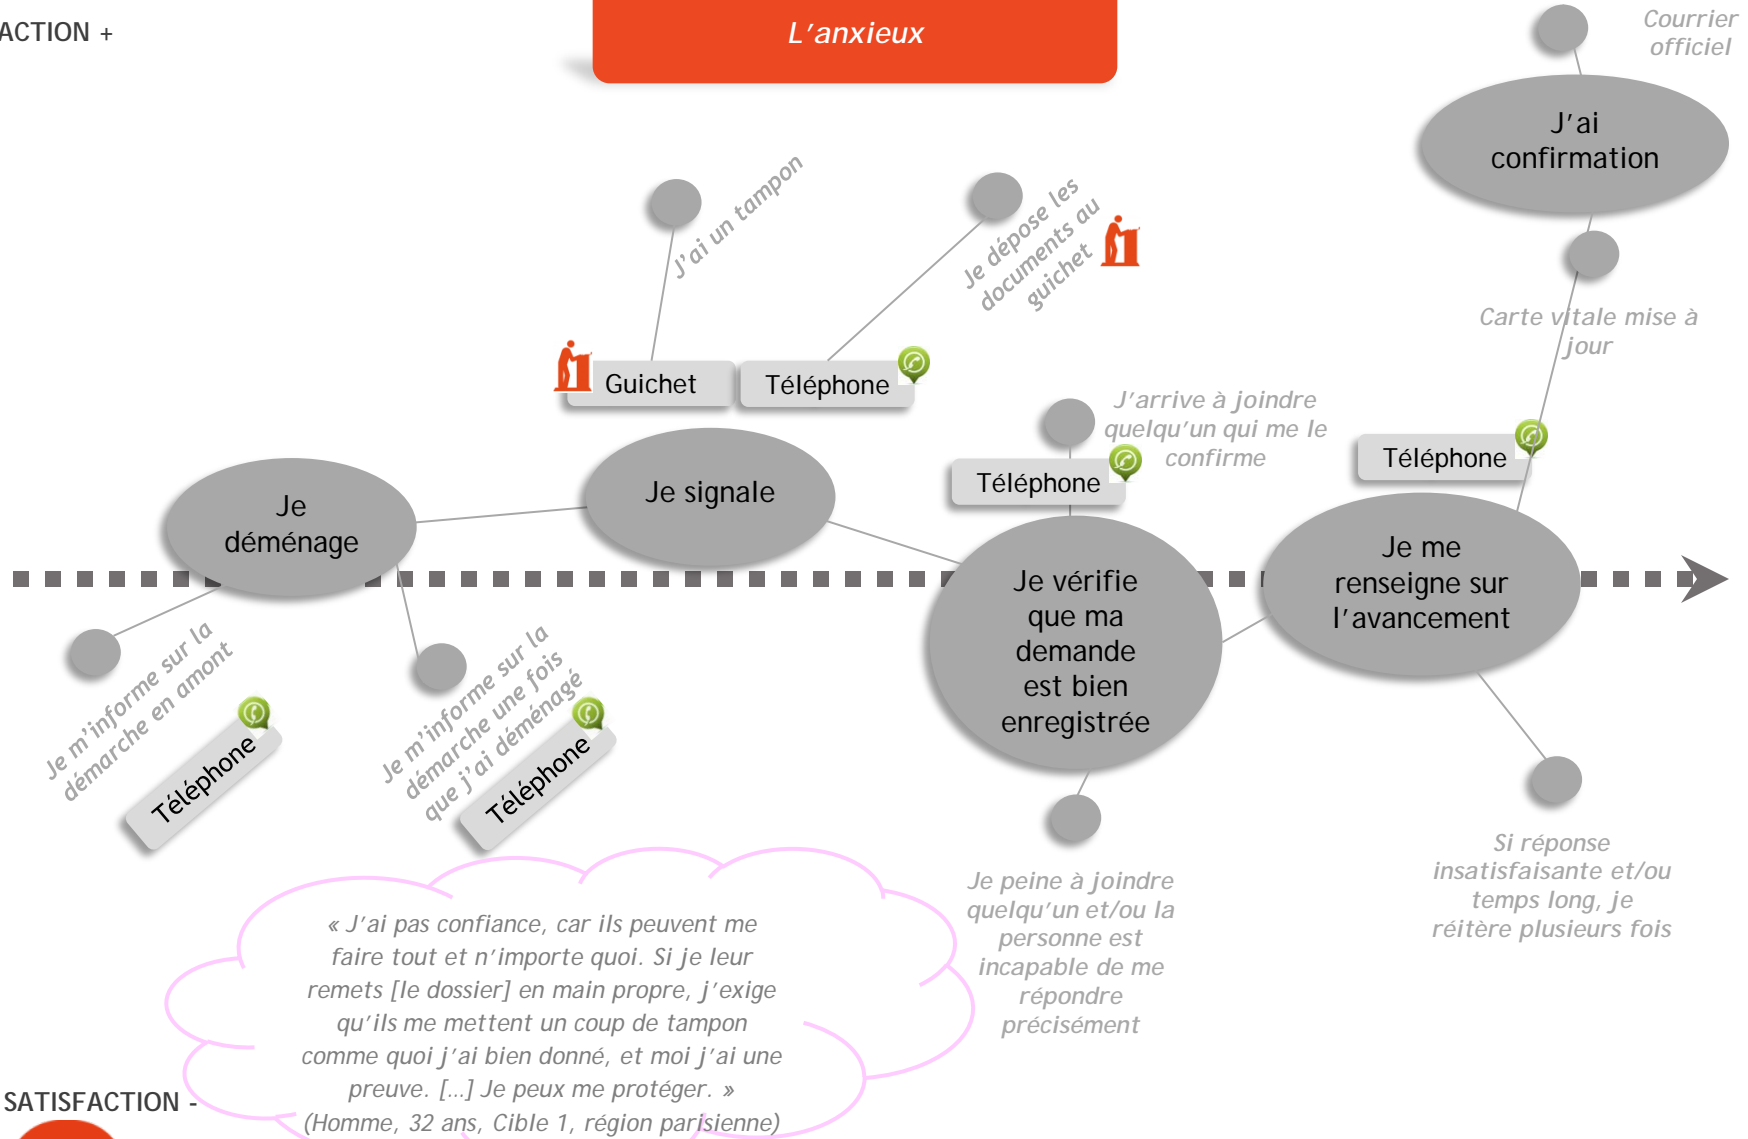 ACTION +
L'anxieux
Courrier
officiel
J'ai
confirmation
J'ai un tampon
Je dépose les
documents au
guichet
Carte vitale mise à
jour
Guichet
Téléphone
J'arrive à joindre
quelqu'un qui me le
confirme
Téléphone
Téléphone
Je
déménage
Je signale
Je vérifie
que ma
demande
est bien
enregistrée
Je me
renseigne sur
l'avancement
Je m'informe sur la
démarche en amont
Téléphone
Je m'informe sur la
démarche une fois
que j'ai déménagé
Téléphone
Je peine à joindre
quelqu'un et/ou la
personne est
incapable de me
répondre
précisément
Si réponse
insatisfaisante et/ou
temps long, je
réitère plusieurs fois
« J'ai pas confiance, car ils peuvent me
faire tout et n'importe quoi. Si je leur
remets [le dossier] en main propre, j'exige
qu'ils me mettent un coup de tampon
comme quoi j'ai bien donné, et moi j'ai une
preuve. […] Je peux me protéger. »
(Homme, 32 ans, Cible 1, région parisienne)
SATISFACTION -